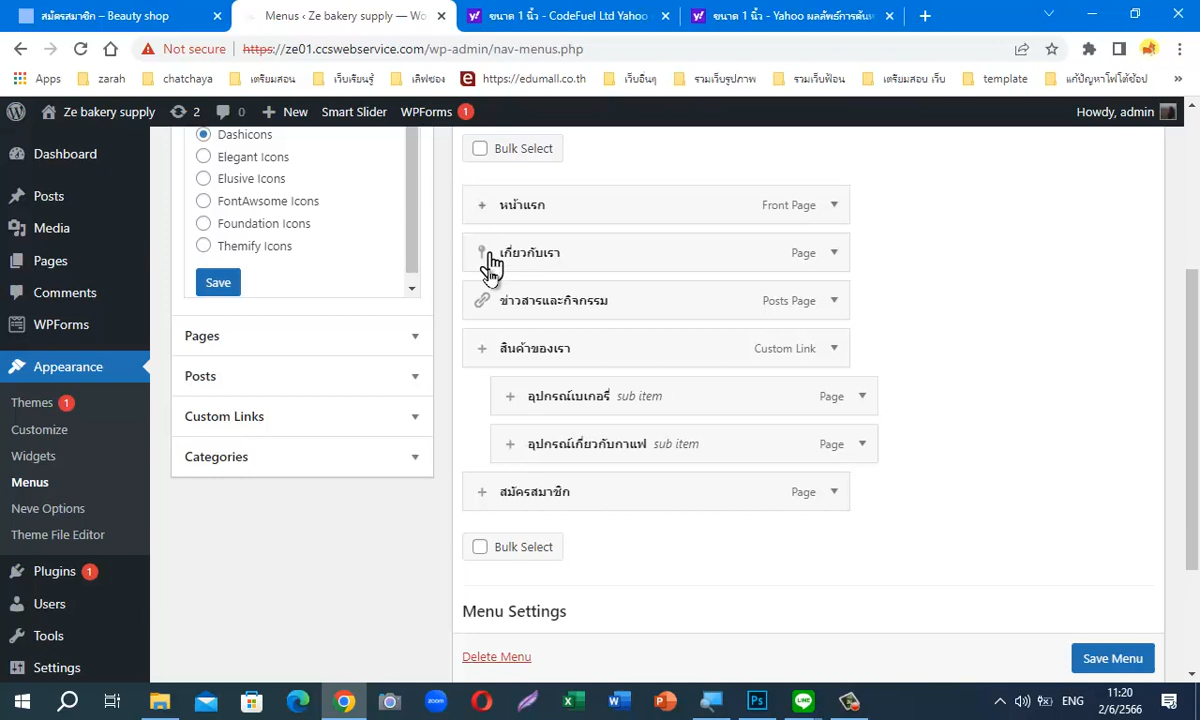 สมัครสมาชิก – Beauty shop
Menus ‹ Ze bakery supply — Wo
ขนาด 1 นิ้ว - CodeFuel Ltd Yahoo
ขนาด 1 นิ้ว - Yahoo ผลลัพธ์การค้นห
Not secure
https://ze01.ccswebservice.com/wp-admin/nav-menus.php
Apps
zarah
chatchaya
เตรียมสอน
เว็บเรียนรู้
เลิฟซอง
https://edumall.co.th
เว็บอื่นๆ
รวมเว็บรูปภาพ
รวมเว็บฟ้อน
เตรียมสอบ เว็บ
template
แก้ปัญหาโฟโต้ช้อป
Ze bakery supply
2
0
New
Smart Slider
WPForms 1
Howdy, admin
Dashboard
Posts
Media
Pages
Comments
WPForms
Appearance
Themes 1
Customize
Widgets
Menus
Neve Options
Theme File Editor
Plugins 1
Users
Tools
Settings
Dashicons
Elegant Icons
Elusive Icons
FontAwsome Icons
Foundation Icons
Themify Icons
Save
Pages
Posts
Custom Links
Categories
Bulk Select
หน้าแรก Front Page
เกี่ยวกับเรา Page
ข่าวสารและกิจกรรม Posts Page
สินค้าของเรา Custom Link
อุปกรณ์เบเกอรี่ sub item Page
อุปกรณ์เกี่ยวกับกาแฟ sub item Page
สมัครสมาชิก Page
Bulk Select
Menu Settings
Delete Menu
Save Menu
ENG
11:20
2/6/2566